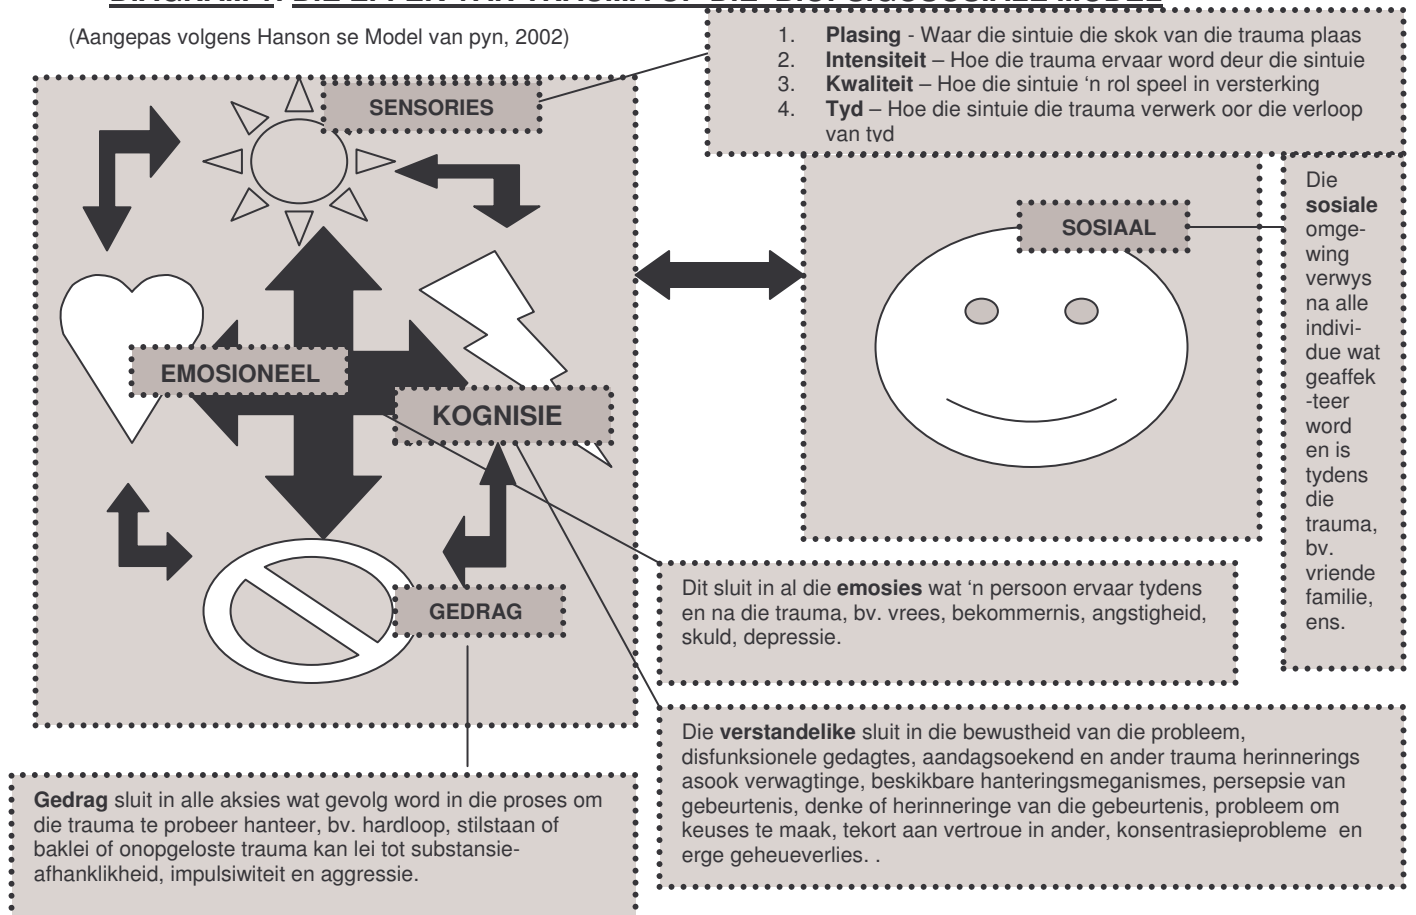 (Aangepas volgens Hanson se Model van pyn, 2002)
1. Plasing - Waar die sintuie die skok van die trauma plaas
2. Intensiteit – Hoe die trauma ervaar word deur die sintuie
3. Kwaliteit – Hoe die sintuie ‘n rol speel in versterking
4. Tyd – Hoe die sintuie die trauma verwerk oor die verloop
van tyd
SENSORIES
EMOSIONEEL
KOGNISIE
GEDRAG
SOSIAAL
Die
sosiale
omge-
wing
verwys
na alle
indivi-
due wat
geaffek
-teer
word
en is
tydens
die
trauma,
bv.
vriende
familie,
ens.
Dit sluit in al die emosies wat ‘n persoon ervaar tydens
en na die trauma, bv. vrees, bekommernis, angstigheid,
skuld, depressie.
Die verstandelike sluit in die bewustheid van die probleem,
disfunksionele gedagtes, aandagsoekend en ander trauma herinnerings
asook verwagtinge, beskikbare hanteringsmeganismes, persepsie van
gebeurtenis, denke of herinneringe van die gebeurtenis, probleem om
keuses te maak, tekort aan vertroue in ander, konsentrasieprobleme en
erge geheueverlies. .
Gedrag sluit in alle aksies wat gevolg word in die proses om
die trauma te probeer hanteer, bv. hardloop, stilstaan of
baklei of onopgeloste trauma kan lei tot substansie-
afhanklikheid, impulsiwiteit en aggressie.